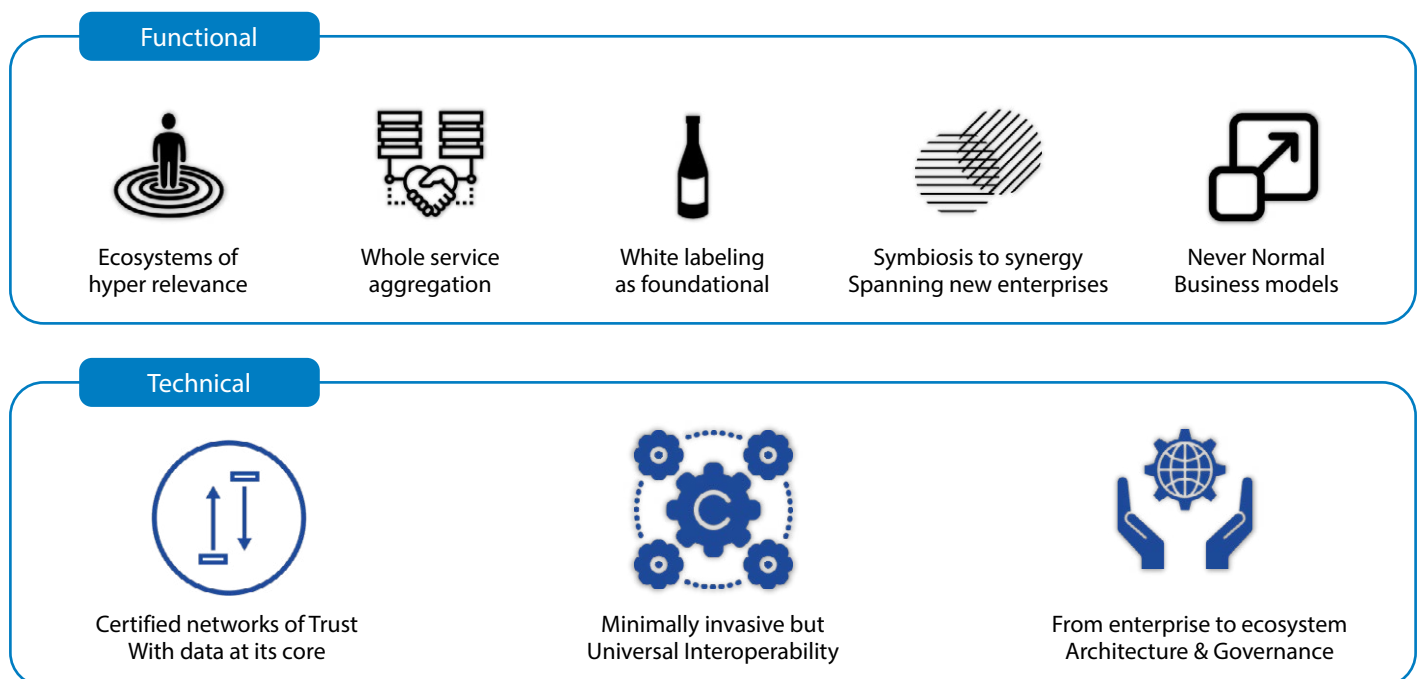 Functional
Ecosystems of
hyper relevance
Whole service
aggregation
White labeling
as foundational
Symbiosis to synergy
Spanning new enterprises
Never Normal
Business models
Technical
Certified networks of Trust
With data at its core
Minimally invasive but
Universal Interoperability
From enterprise to ecosystem
Architecture & Governance